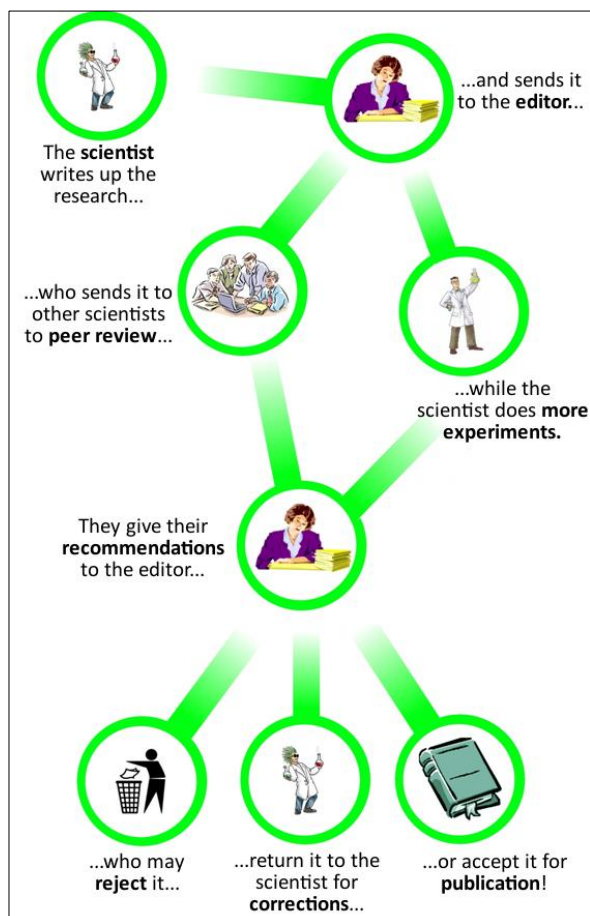 The scientist
writes up the
research...
...and sends it
to the editor...
...who sends it to
other scientists
to peer review...
...while the
scientist does more
experiments.
They give their
recommendations
to the editor...
...who may
reject it...
...return it to the
scientist for
corrections...
...or accept it for
publication!